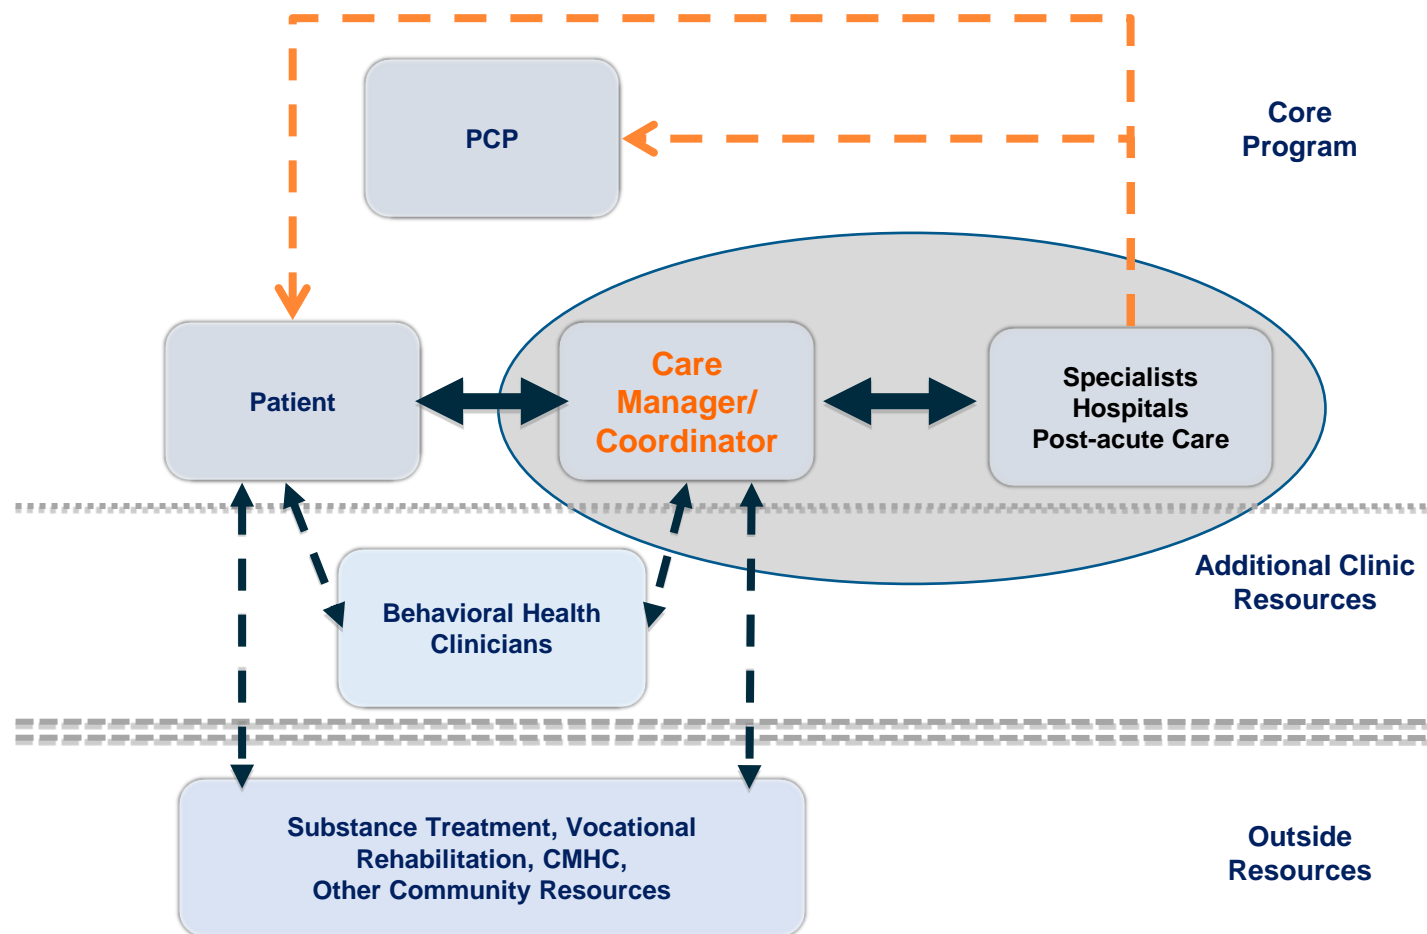 PCP
Core
Program
Patient
Care
Manager/
Coordinator
Specialists
Hospitals
Post-acute Care
Behavioral Health
Clinicians
Additional Clinic
Resources
Substance Treatment, Vocational
Rehabilitation, CMHC,
Other Community Resources
Outside
Resources